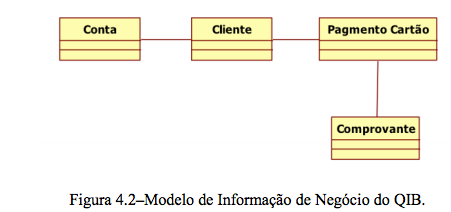 Conta
Cliente
Pagmento Cartão
Comprovante
Figura 4.2–Modelo de Informação de Negócio do QIB.